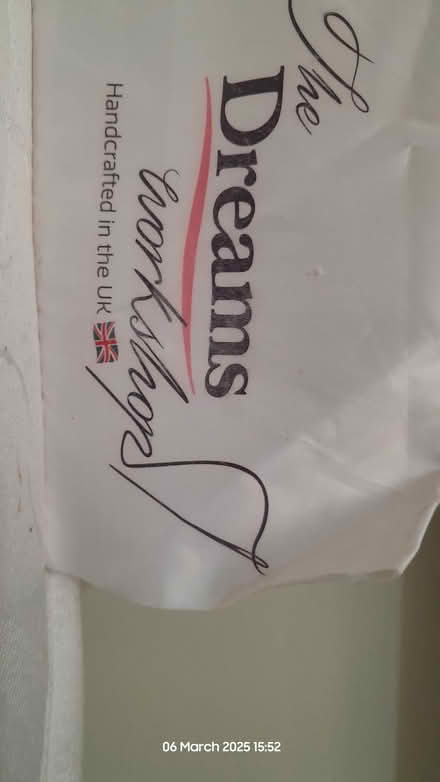 The
Dreams
Workshop
Handcrafted in the UK
06 March 2025 15:52